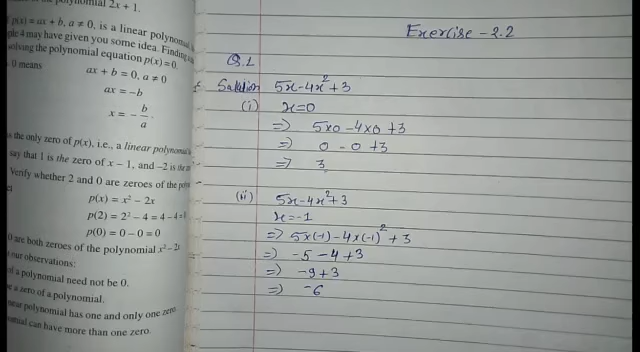 polynomial 2x + 1.
p(x) = ax + b, a ≠ 0, is a linear polynomial
may have given you some idea. Finding
solving the polynomial equation p(x) = 0.
0 means
ax + b = 0, a ≠ 0
ax = –b
x = – b/a.
the only zero of p(x), i.e., a linear polynomial
say that 1 is the zero of x – 1, and –2 is the
Verify whether 2 and 0 are zeroes of the
p(x) = x² – 2x
p(2) = 2² – 4 = 4 – 4 =
p(0) = 0 – 0 = 0
are both zeroes of the polynomial x² – 2x
our observations:
a polynomial need not be 0.
a zero of a polynomial.
polynomial has one and only one zero
can have more than one zero.
Exercise - 2.2
Q.1
Solution 5x-4x²+3
(i) x=0
⇒ 5x0 -4x0 +3
⇒ 0 - 0 +3
⇒ 3
(ii) 5x-4x²+3
x=-1
⇒ 5x(-1) -4x(-1)² +3
⇒ -5 -4 +3
⇒ -9+3
⇒ -6